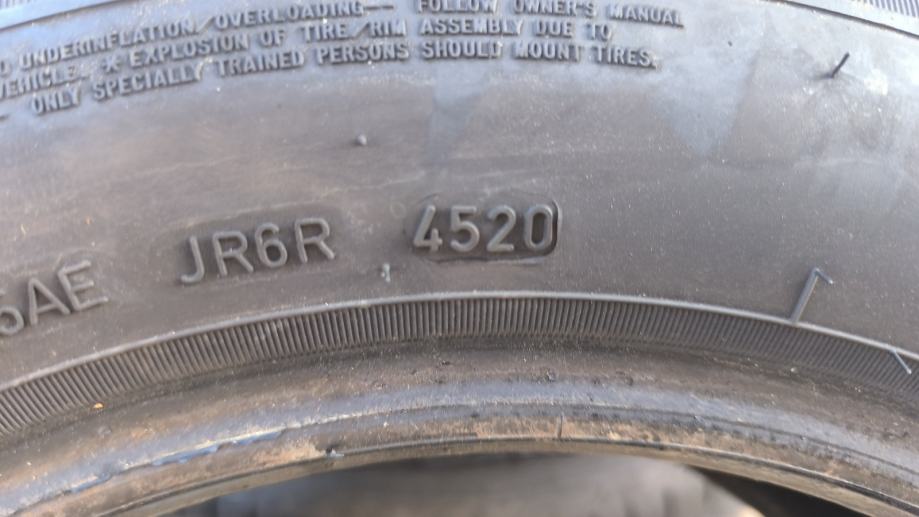 UNDERINFLATION/OVERLOADING— FOLLOW OWNER'S MANUAL
VEHICLE. * EXPLOSION OF TIRE/RIM ASSEMBLY DUE TO
ONLY SPECIALLY TRAINED PERSONS SHOULD MOUNT TIRES.
6AE JR6R 4520